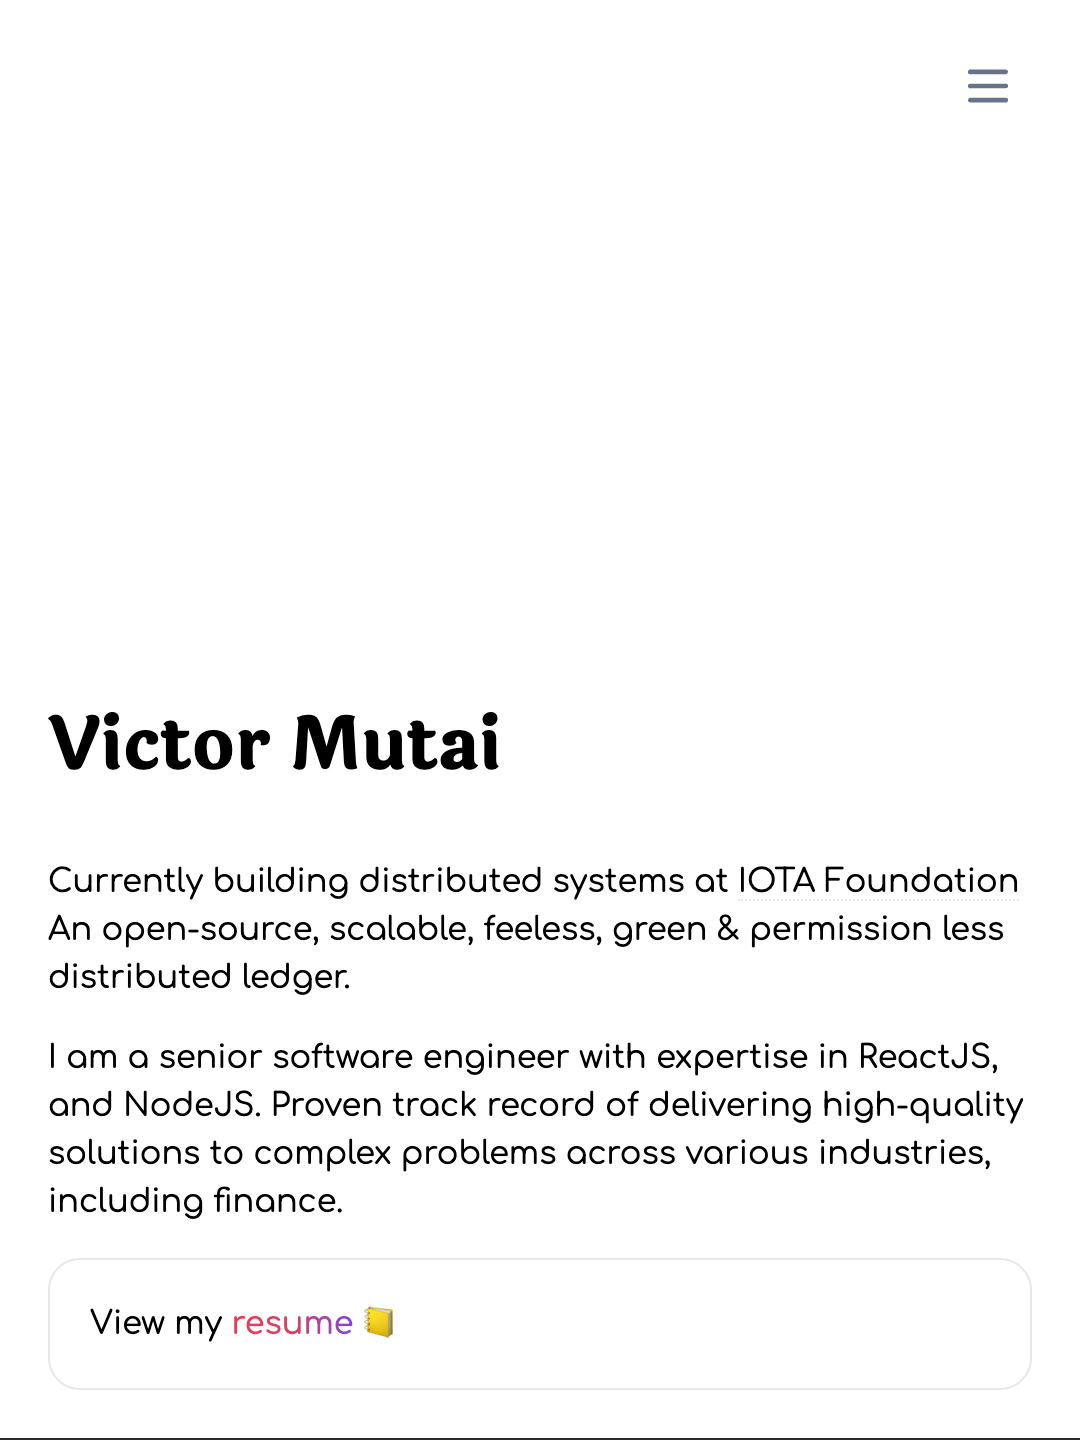 Victor Mutai
Currently building distributed systems at IOTA Foundation
An open-source, scalable, feeless, green & permission less
distributed ledger.
I am a senior software engineer with expertise in ReactJS,
and NodeJS. Proven track record of delivering high-quality
solutions to complex problems across various industries,
including finance.
View my resume 📒